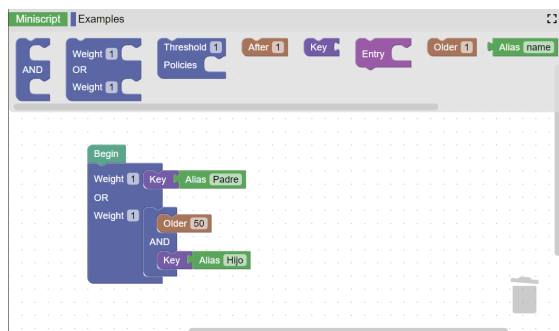 Miniscript Examples
AND
Weight 1
OR
Weight 1
Threshold 1
Policies
After 1
Key
Entry
Older 1
Alias name
Begin
Weight 1 Key Alias Padre
OR
Weight 1
Older 50
AND
Key Alias Hijo